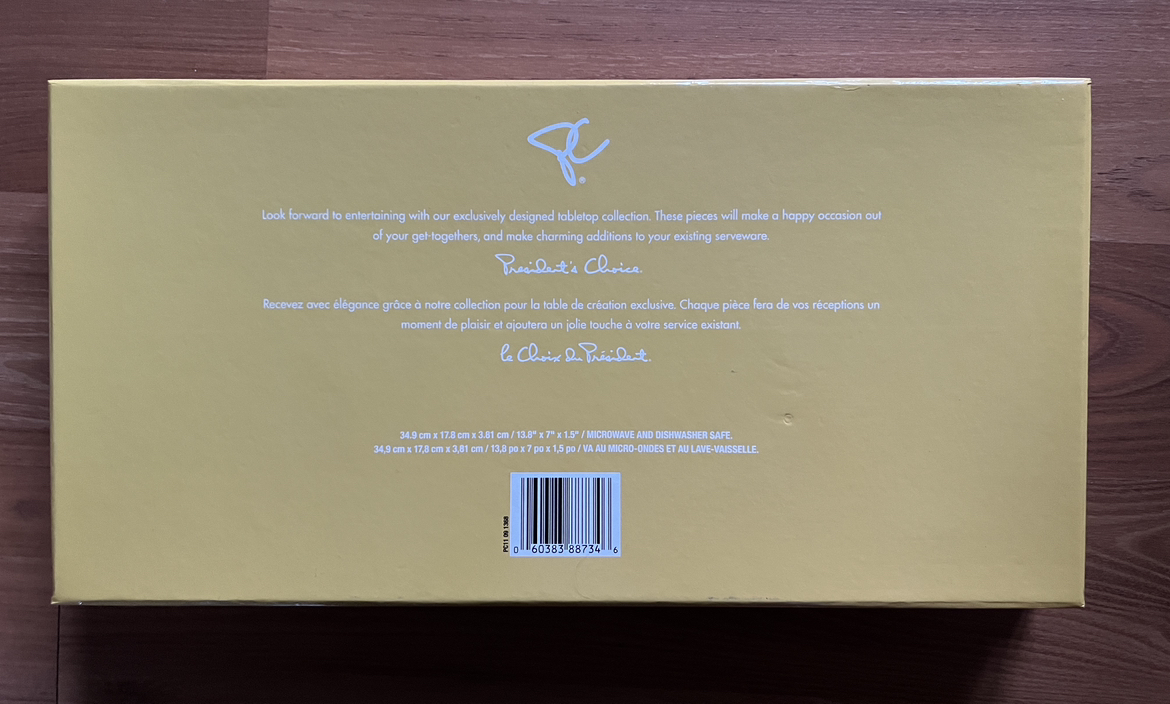 PC®
Look forward to entertaining with our exclusively designed tabletop collection. These pieces will make a happy occasion out
of your get-togethers, and make charming additions to your existing serveware.
President's Choice.
Recevez avec élégance grâce à notre collection pour la table de création exclusive. Chaque pièce fera de vos réceptions un
moment de plaisir et ajoutera un jolie touche à votre service existant.
le Choix du Président.
34.9 cm x 17.8 cm x 3.81 cm / 13.8" x 7" x 1.5" / MICROWAVE AND DISHWASHER SAFE.
34,9 cm x 17,8 cm x 3,81 cm / 13,8 po x 7 po x 1,5 po / VA AU MICRO-ONDES ET AU LAVE-VAISSELLE.
PC11 09 1368
0 60383 88734 6